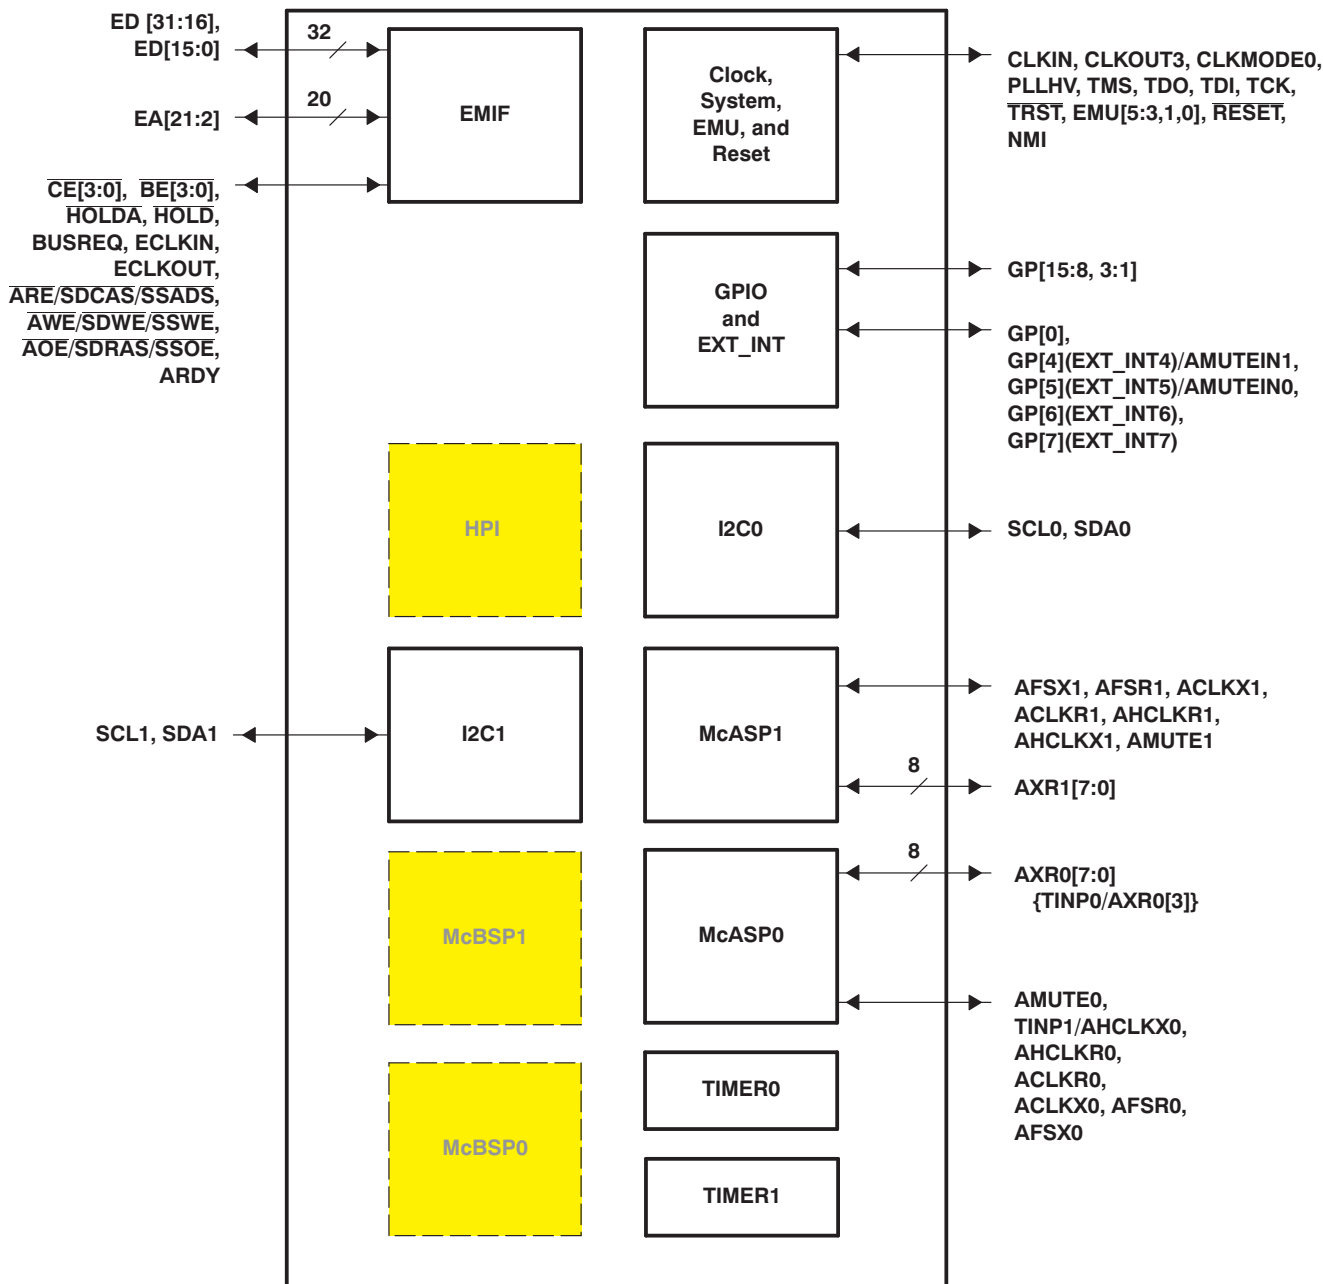 ED [31:16],
ED[15:0]
32
EA[21:2]
20
CE[3:0], BE[3:0],
HOLDA, HOLD,
BUSREQ, ECLKIN,
ECLKOUT,
ARE/SDCAS/SSADS,
AWE/SDWE/SSWE,
AOE/SDRAS/SSOE,
ARDY
EMIF
Clock,
System,
EMU, and
Reset
CLKIN, CLKOUT3, CLKMODE0,
PLLHV, TMS, TDO, TDI, TCK,
TRST, EMU[5:3,1,0], RESET,
NMI
GPIO
and
EXT_INT
GP[15:8, 3:1]
GP[0],
GP[4](EXT_INT4)/AMUTEIN1,
GP[5](EXT_INT5)/AMUTEIN0,
GP[6](EXT_INT6),
GP[7](EXT_INT7)
HPI
I2C0
SCL0, SDA0
SCL1, SDA1
I2C1
McASP1
AFSX1, AFSR1, ACLKX1,
ACLKR1, AHCLKR1,
AHCLKX1, AMUTE1
8
AXR1[7:0]
McBSP1
McASP0
8
AXR0[7:0]
{TINP0/AXR0[3]}
AMUTE0,
TINP1/AHCLKX0,
AHCLKR0,
ACLKR0,
ACLKX0, AFSR0,
AFSX0
McBSP0
TIMER0
TIMER1